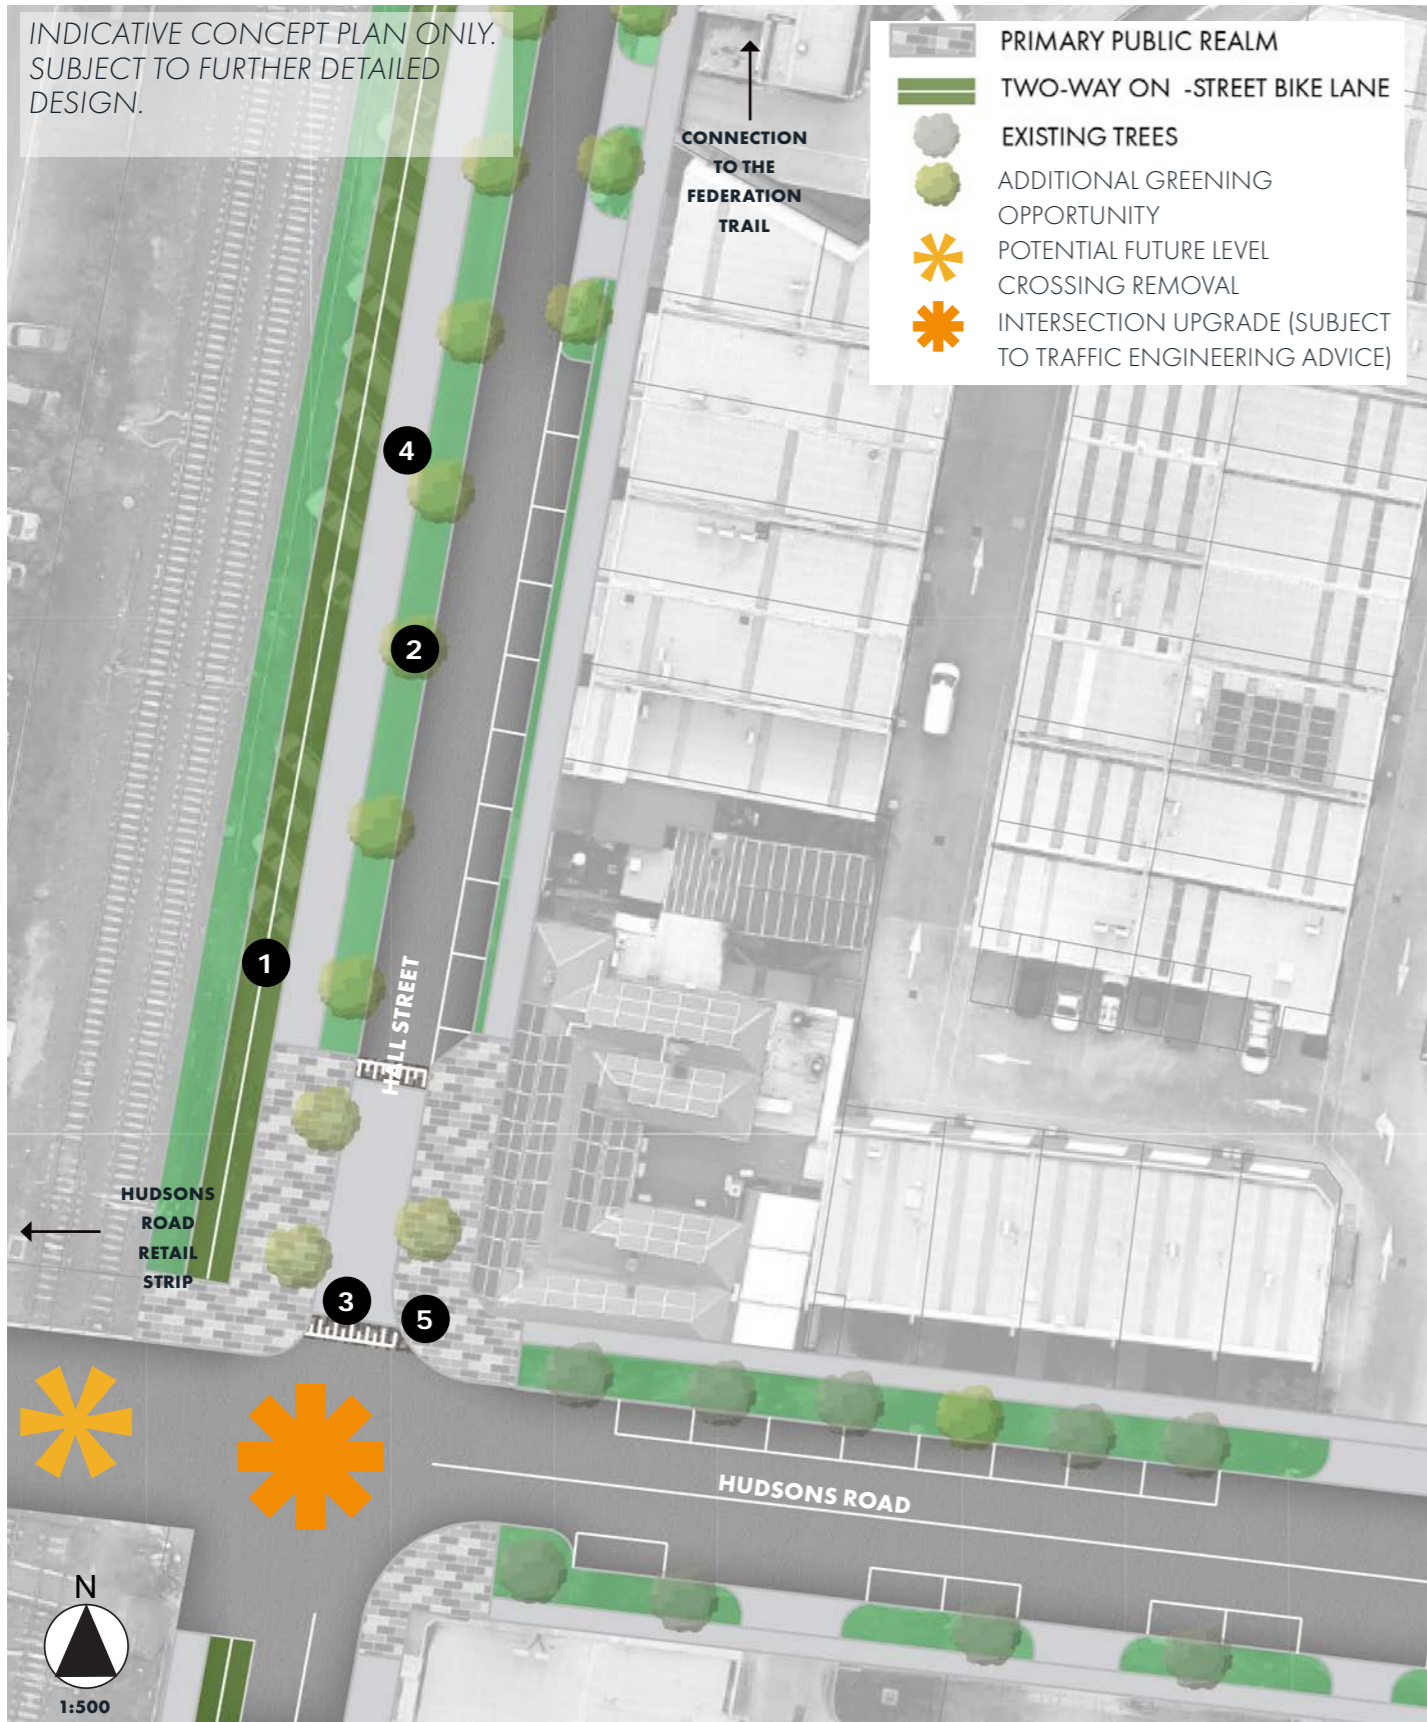 INDICATIVE CONCEPT PLAN ONLY.
SUBJECT TO FURTHER DETAILED
DESIGN.
PRIMARY PUBLIC REALM
TWO-WAY ON -STREET BIKE LANE
EXISTING TREES
ADDITIONAL GREENING
OPPORTUNITY
POTENTIAL FUTURE LEVEL
CROSSING REMOVAL
INTERSECTION UPGRADE (SUBJECT
TO TRAFFIC ENGINEERING ADVICE)
CONNECTION
TO THE
FEDERATION
TRAIL
4
2
1
HALL STREET
HUDSONS
ROAD
RETAIL
STRIP
3
5
HUDSONS ROAD
N
1:500